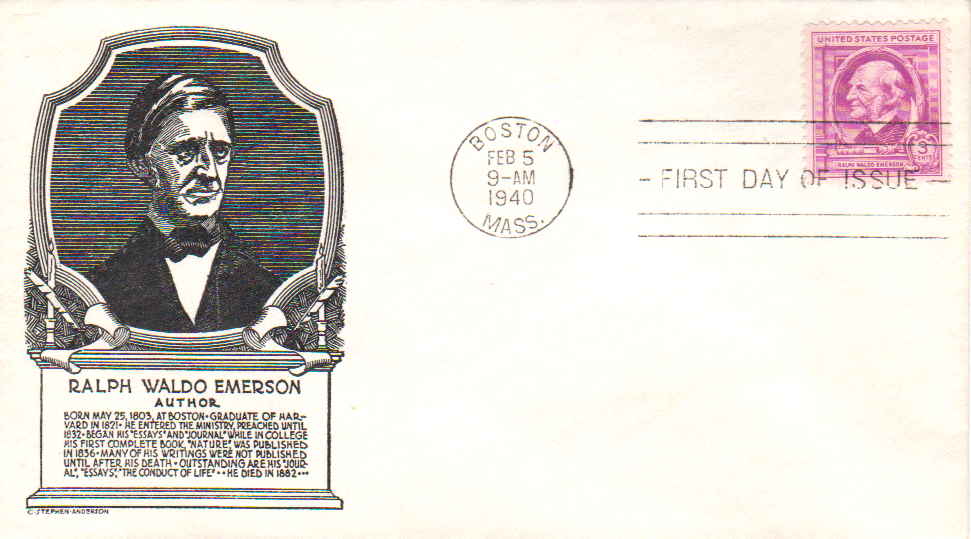 UNITED STATES POSTAGE
RALPH WALDO EMERSON
3
CENTS
BOSTON
FEB 5
9-AM
1940
MASS.
- FIRST DAY OF ISSUE -
RALPH WALDO EMERSON
AUTHOR
BORN MAY 25, 1803, AT BOSTON • GRADUATE OF HAR-
VARD IN 1821 • HE ENTERED THE MINISTRY, PREACHED UNTIL
1832 • BEGAN HIS "ESSAYS" AND "JOURNAL" WHILE IN COLLEGE
HIS FIRST COMPLETE BOOK, "NATURE", WAS PUBLISHED
IN 1836 • MANY OF HIS WRITINGS WERE NOT PUBLISHED
UNTIL AFTER HIS DEATH • OUTSTANDING ARE HIS "JOUR-
AL", "ESSAYS", "THE CONDUCT OF LIFE" • • HE DIED IN 1882 • • •
C • STEPHEN • ANDERSON